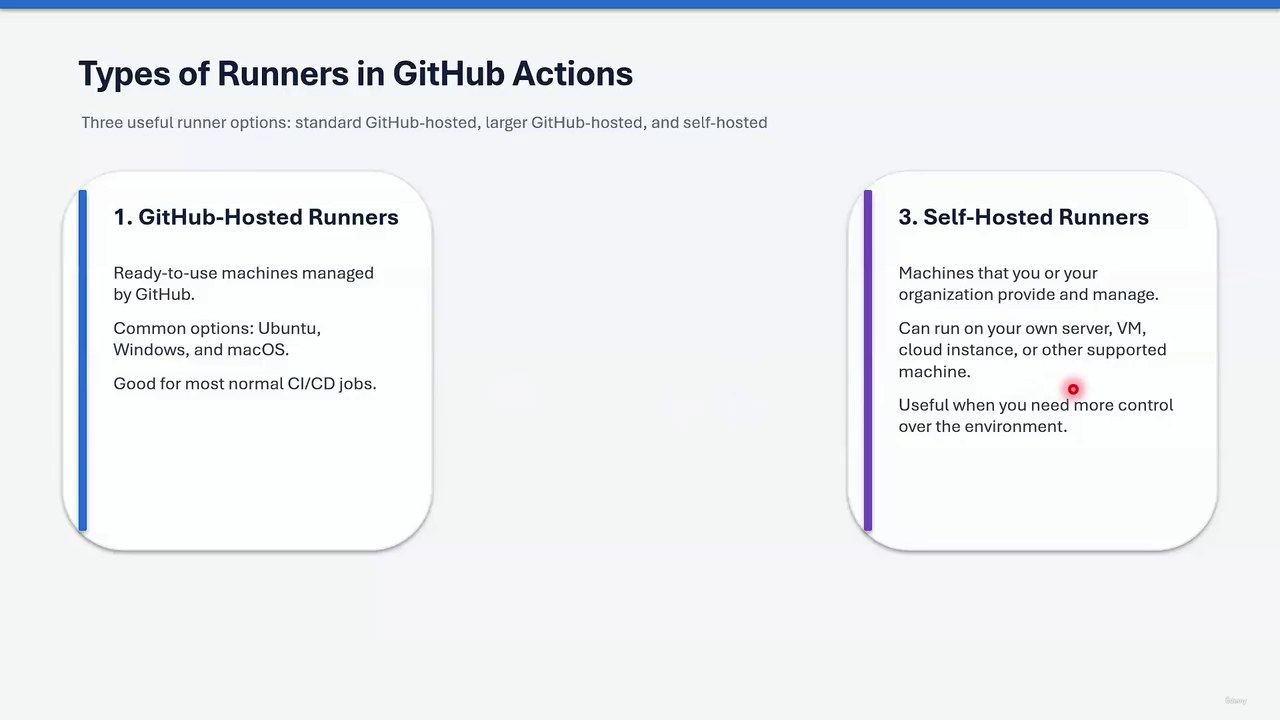 Types of Runners in GitHub Actions
Three useful runner options: standard GitHub-hosted, larger GitHub-hosted, and self-hosted
1. GitHub-Hosted Runners
Ready-to-use machines managed
by GitHub.
Common options: Ubuntu,
Windows, and macOS.
Good for most normal CI/CD jobs.
3. Self-Hosted Runners
Machines that you or your
organization provide and manage.
Can run on your own server, VM,
cloud instance, or other supported
machine.
Useful when you need more control
over the environment.